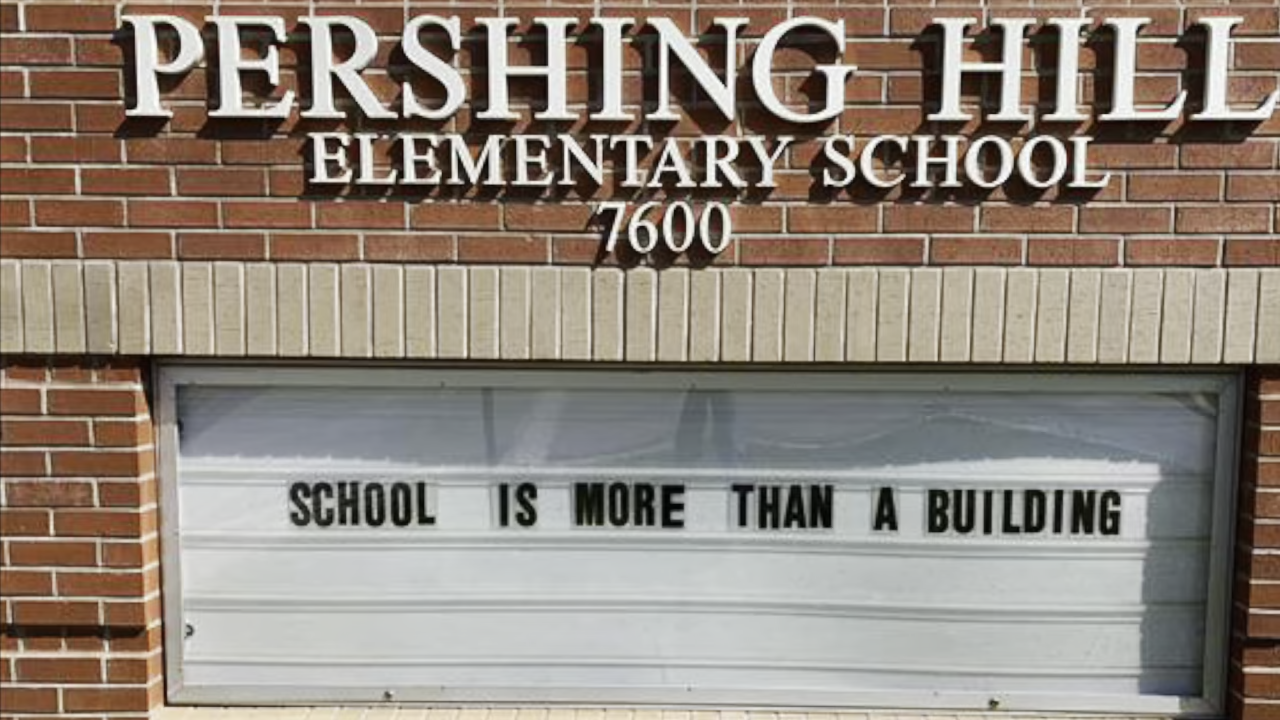 PERSHING HILL
ELEMENTARY SCHOOL
7600
SCHOOL IS MORE THAN A BUILDING